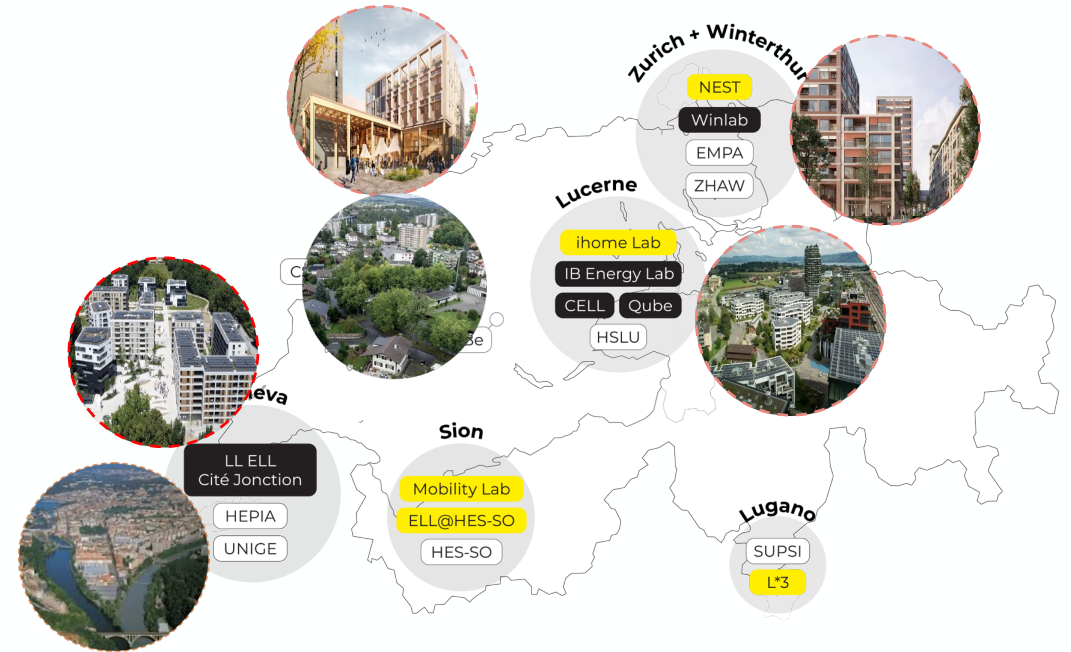 Zurich + Winterthur
NEST
Winlab
EMPA
ZHAW
Lucerne
ihome Lab
IB Energy Lab
CELL Qube
HSLU
LL ELL
Cité Jonction
HEPIA
UNIGE
Sion
Mobility Lab
ELL@HES-SO
HES-SO
Lugano
SUPSI
L*3